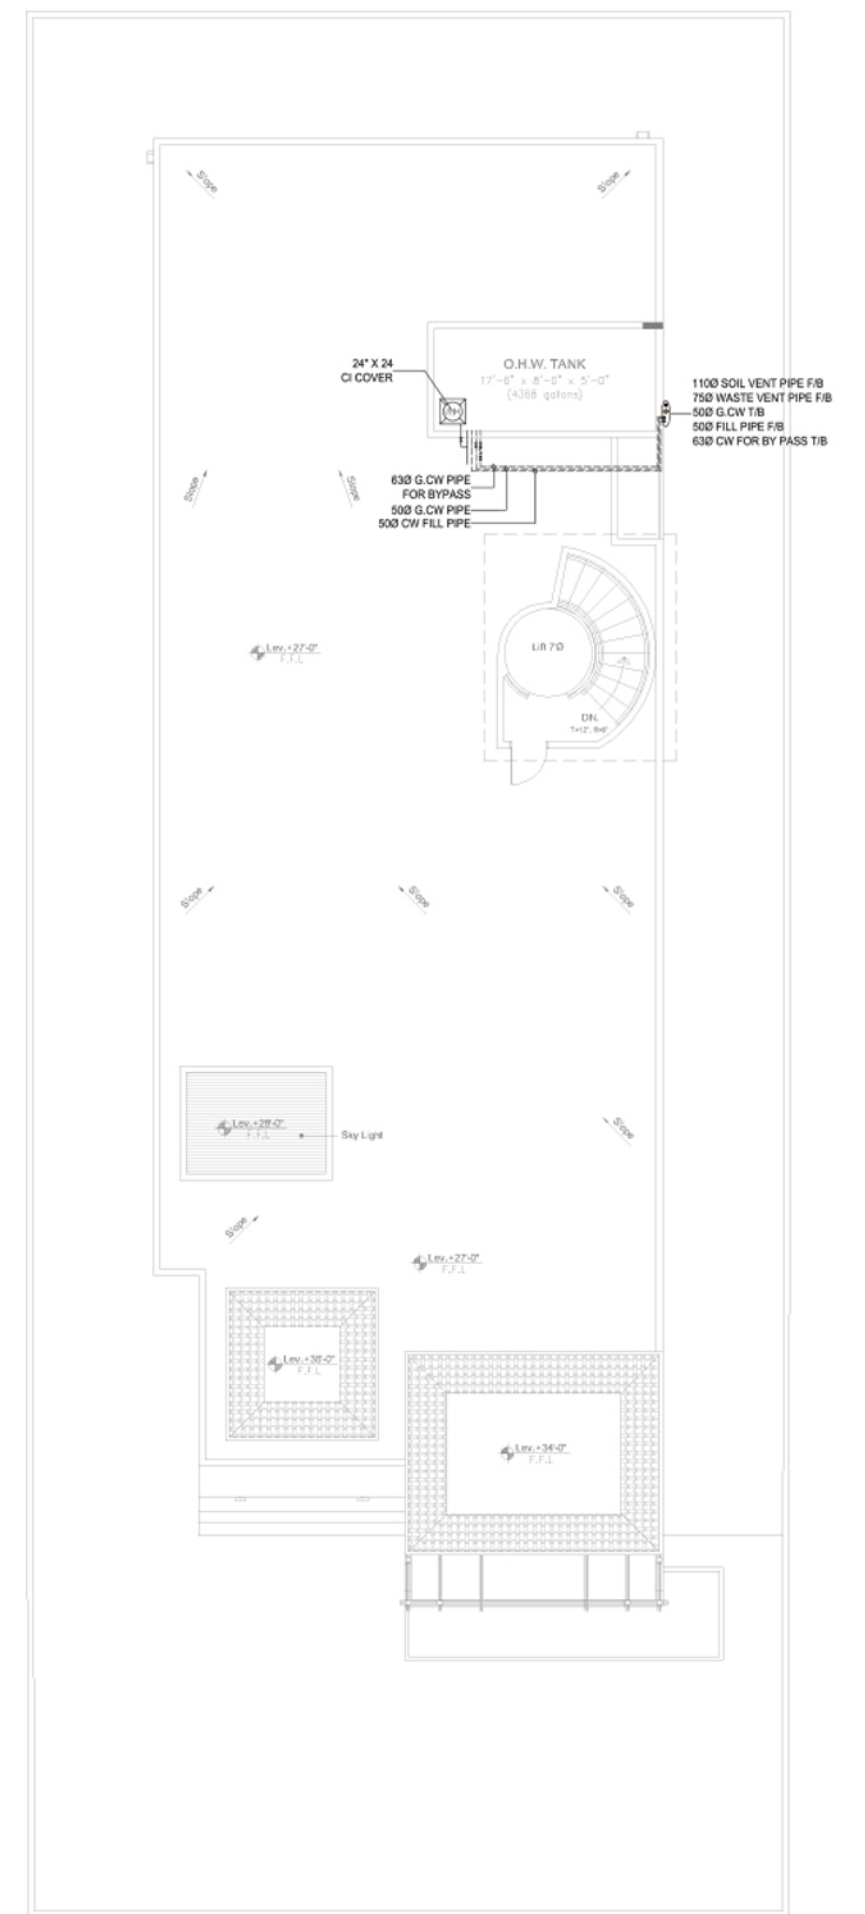 Slope
Slope
O.H.W. TANK
17'-6" x 8'-0" x 5'-0"
(4368 gallons)
24" X 24
CI COVER
MH
110Ø SOIL VENT PIPE F/B
75Ø WASTE VENT PIPE F/B
50Ø G.CW T/B
50Ø FILL PIPE F/B
63Ø CW FOR BY PASS T/B
63Ø G.CW PIPE
FOR BYPASS
50Ø G.CW PIPE
50Ø CW FILL PIPE
Slope
Slope
Lift 7'Ø
Lev.+27'-0"
F.F.L
DN.
T=12", R=6"
Slope
Slope
Slope
Lev.+28'-0"
F.F.L
Sky Light
Slope
Slope
Lev.+27'-0"
F.F.L
F.F.L
Lev.+34'-0"
F.F.L